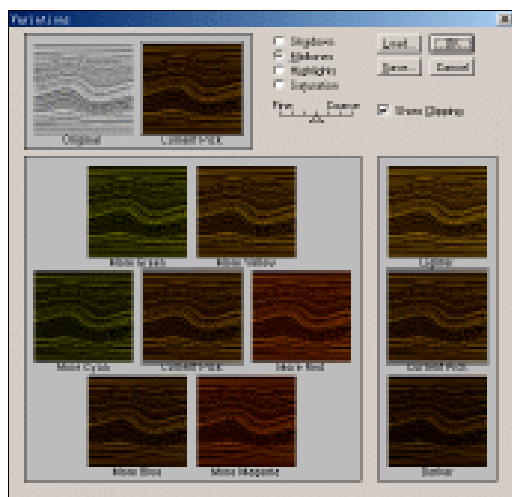 Variations
Original
Current Pick
Shadows
Midtones
Highlights
Saturation
Fine
Coarse
Load...
OK
Save...
Cancel
Show Clipping
More Green
More Yellow
More Cyan
Current Pick
More Red
More Blue
More Magenta
Lighter
Current Pick
Darker